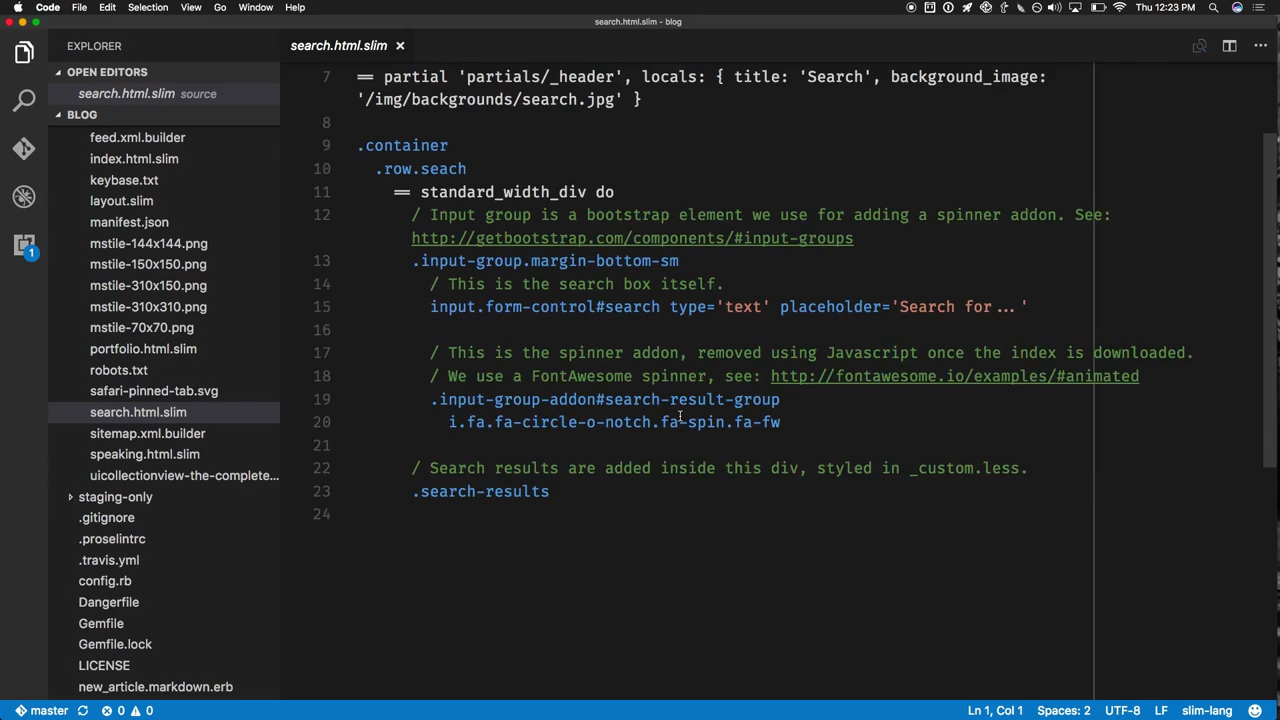 Code File Edit Selection View Go Window Help Thu 12:23 PM
search.html.slim - blog
EXPLORER
OPEN EDITORS
search.html.slim source
BLOG
feed.xml.builder
index.html.slim
keybase.txt
layout.slim
manifest.json
mstile-144x144.png
mstile-150x150.png
mstile-310x150.png
mstile-310x310.png
mstile-70x70.png
portfolio.html.slim
robots.txt
safari-pinned-tab.svg
search.html.slim
sitemap.xml.builder
speaking.html.slim
uicollectionview-the-complete...
staging-only
.gitignore
.proselintrc
.travis.yml
config.rb
Dangerfile
Gemfile
Gemfile.lock
LICENSE
new_article.markdown.erb
1
search.html.slim
7 == partial 'partials/_header', locals: { title: 'Search', background_image:
'/img/backgrounds/search.jpg' }
8
9 .container
10 .row.seach
11 == standard_width_div do
12 / Input group is a bootstrap element we use for adding a spinner addon. See:
http://getbootstrap.com/components/#input-groups
13 .input-group.margin-bottom-sm
14 / This is the search box itself.
15 input.form-control#search type='text' placeholder='Search for...'
16
17 / This is the spinner addon, removed using Javascript once the index is downloaded.
18 / We use a FontAwesome spinner, see: http://fontawesome.io/examples/#animated
19 .input-group-addon#search-result-group
20 i.fa.fa-circle-o-notch.fa-spin.fa-fw
21
22 / Search results are added inside this div, styled in _custom.less.
23 .search-results
24
master 0 0 Ln 1, Col 1 Spaces: 2 UTF-8 LF slim-lang